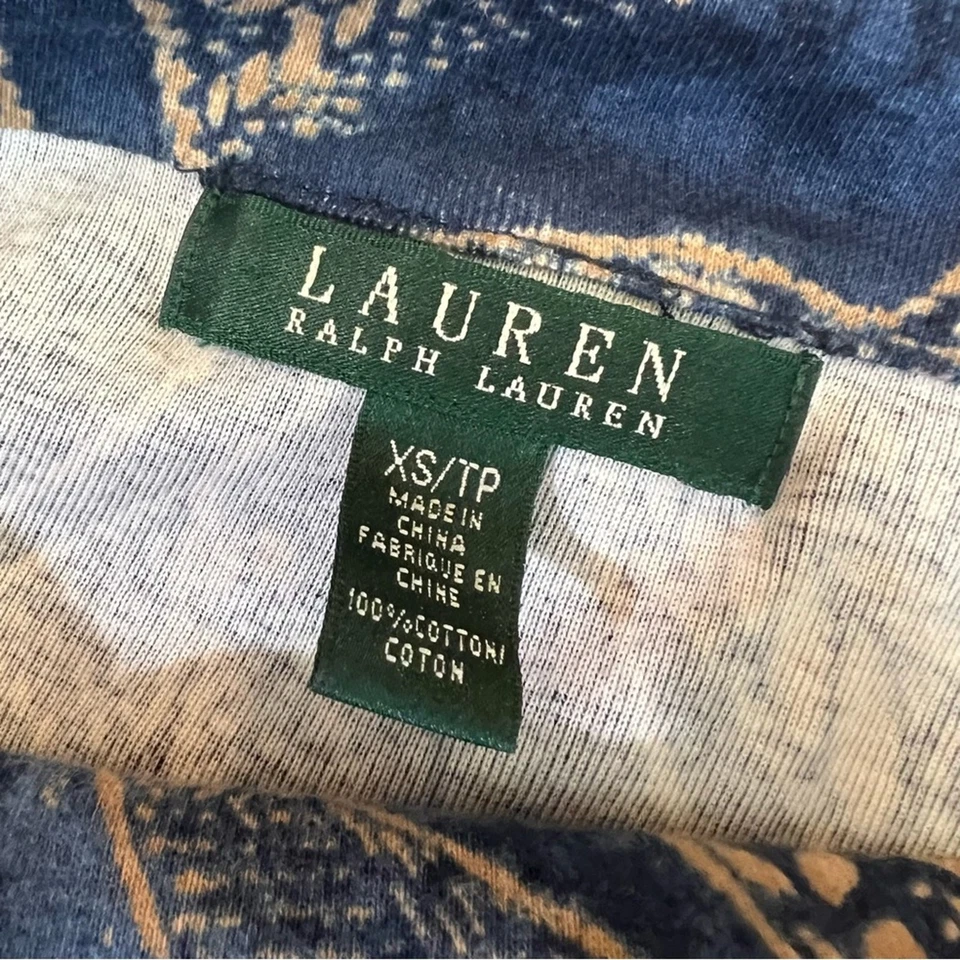 LAUREN
RALPH LAUREN
XS/TP
MADE IN
CHINA
FABRIQUE EN
CHINE
100%COTTON/
COTON